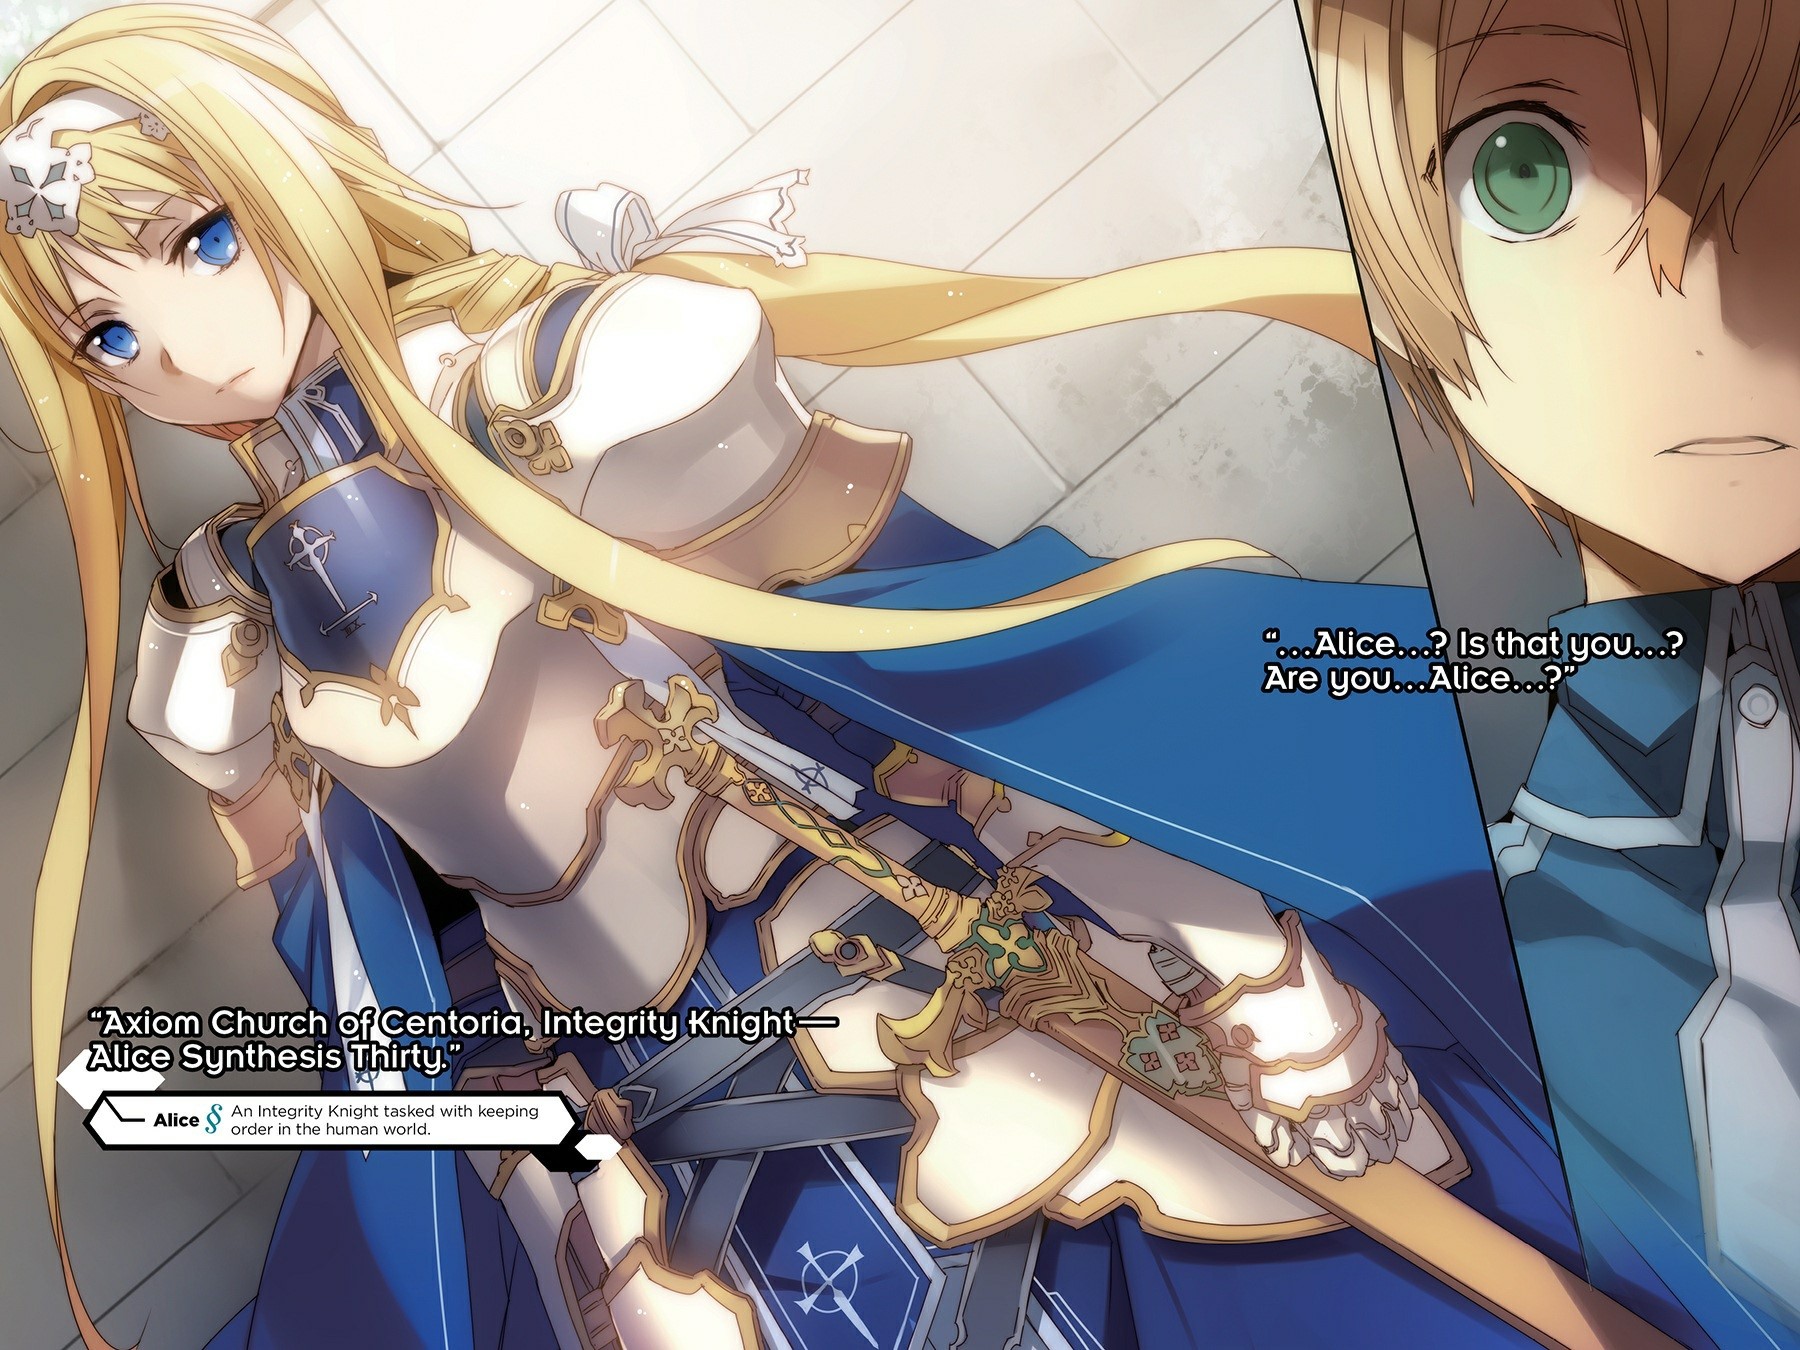 “...Alice...? Is that you...?
Are you...Alice...?”
“Axiom Church of Centoria, Integrity Knight—
Alice Synthesis Thirty.”
Alice § An Integrity Knight tasked with keeping
order in the human world.